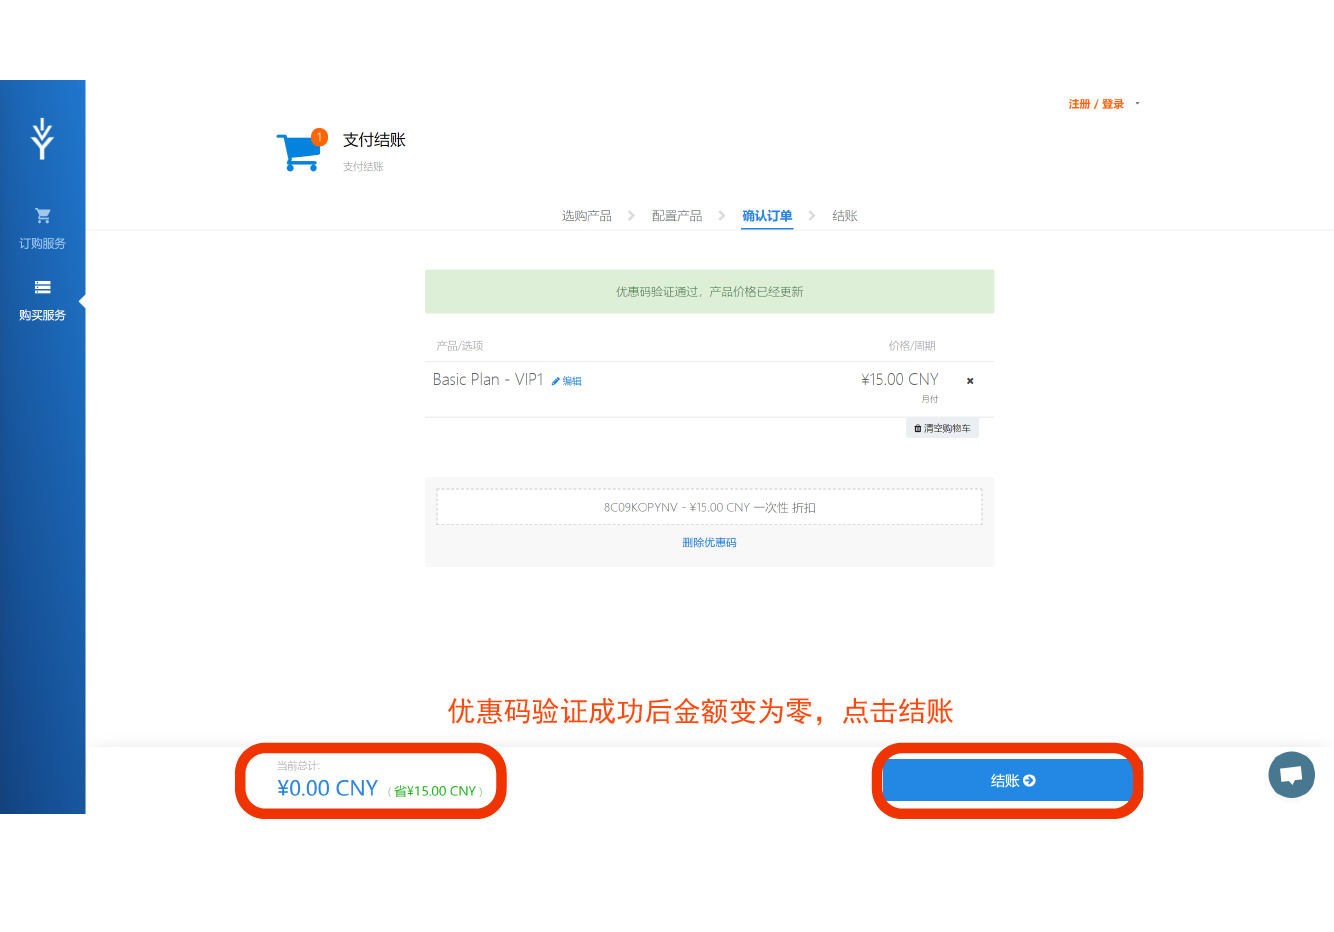 注册 / 登录
1
支付结账
支付结账
订购服务
购买服务
选购产品 配置产品 确认订单 结账
优惠码验证通过，产品价格已经更新
产品/选项 价格/周期
Basic Plan - VIP1 编辑 ¥15.00 CNY
月付
清空购物车
8C09KOPYNV - ¥15.00 CNY 一次性 折扣
删除优惠码
优惠码验证成功后金额变为零，点击结账
当前总计:
¥0.00 CNY （省¥15.00 CNY）
结账